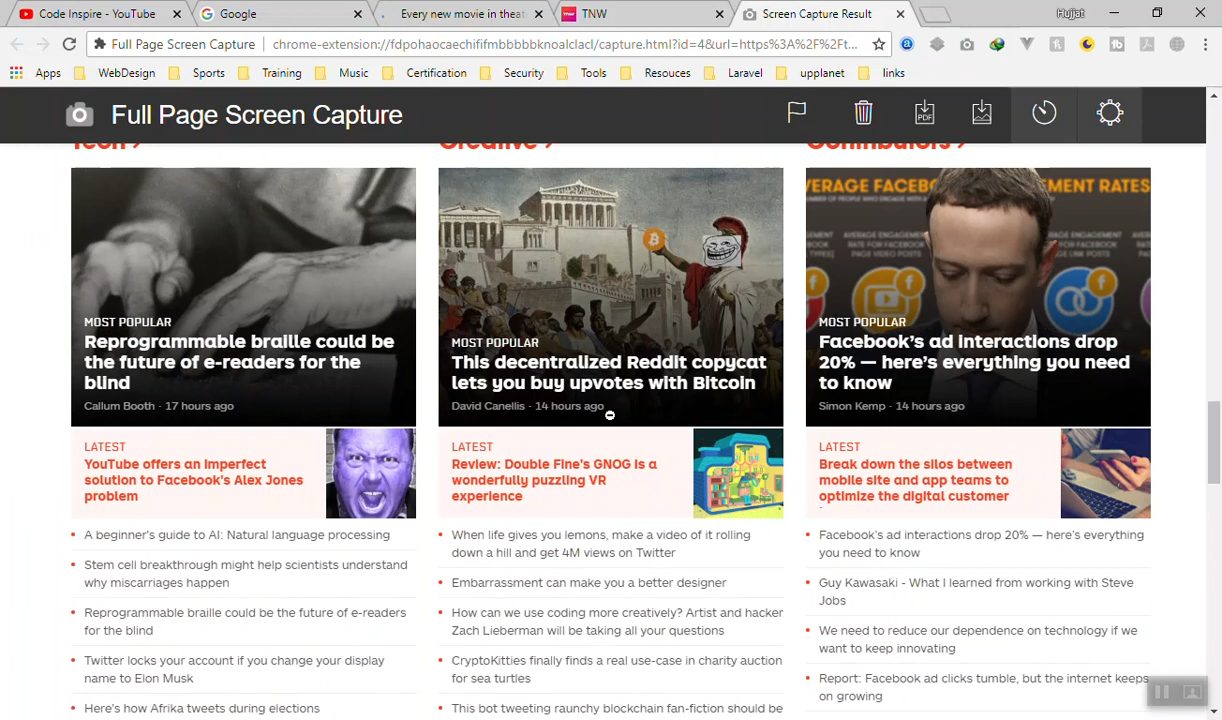 Code Inspire - YouTube
Google
Every new movie in theat
TNW
Screen Capture Result
Hujjat
Full Page Screen Capture
chrome-extension://fdpohaocaechififmbbbbbknoalclacl/capture.html?id=4&url=https%3A%2F%2Ft...
Apps
WebDesign
Sports
Training
Music
Certification
Security
Tools
Resouces
Laravel
upplanet
links
Full Page Screen Capture
PDF
Tech
Creative
Contributors
MOST POPULAR
Reprogrammable braille could be
the future of e-readers for the
blind
Callum Booth · 17 hours ago
LATEST
YouTube offers an imperfect
solution to Facebook's Alex Jones
problem
A beginner's guide to AI: Natural language processing
Stem cell breakthrough might help scientists understand
why miscarriages happen
Reprogrammable braille could be the future of e-readers
for the blind
Twitter locks your account if you change your display
name to Elon Musk
Here's how Afrika tweets during elections
MOST POPULAR
This decentralized Reddit copycat
lets you buy upvotes with Bitcoin
David Canellis · 14 hours ago
LATEST
Review: Double Fine's GNOG is a
wonderfully puzzling VR
experience
When life gives you lemons, make a video of it rolling
down a hill and get 4M views on Twitter
Embarrassment can make you a better designer
How can we use coding more creatively? Artist and hacker
Zach Lieberman will be taking all your questions
CryptoKitties finally finds a real use-case in charity auction
for sea turtles
This bot tweeting raunchy blockchain fan-fiction should be
VERAGE FACEBO
EMENT RATES
MOST POPULAR
Facebook's ad interactions drop
20% — here's everything you need
to know
Simon Kemp · 14 hours ago
LATEST
Break down the silos between
mobile site and app teams to
optimize the digital customer
Facebook's ad interactions drop 20% — here's everything
you need to know
Guy Kawasaki - What I learned from working with Steve
Jobs
We need to reduce our dependence on technology if we
want to keep innovating
Report: Facebook ad clicks tumble, but the internet keeps
on growing